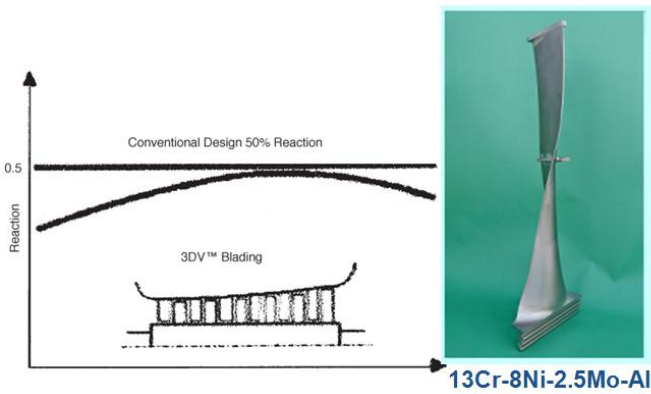 Conventional Design 50% Reaction
0.5
Reaction
3DV™ Blading
13Cr-8Ni-2.5Mo-Al